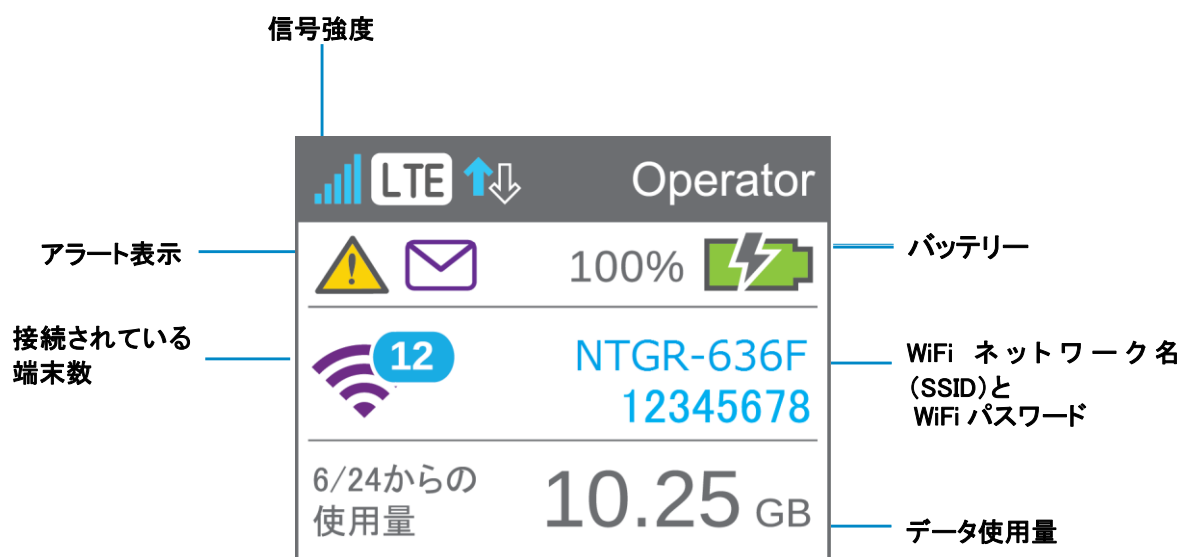 信号強度
LTE Operator
アラート表示
100%
バッテリー
接続されている
端末数
12
NTGR-636F
12345678
WiFi ネットワーク名
(SSID)と
WiFi パスワード
6/24からの
使用量
10.25 GB
データ使用量